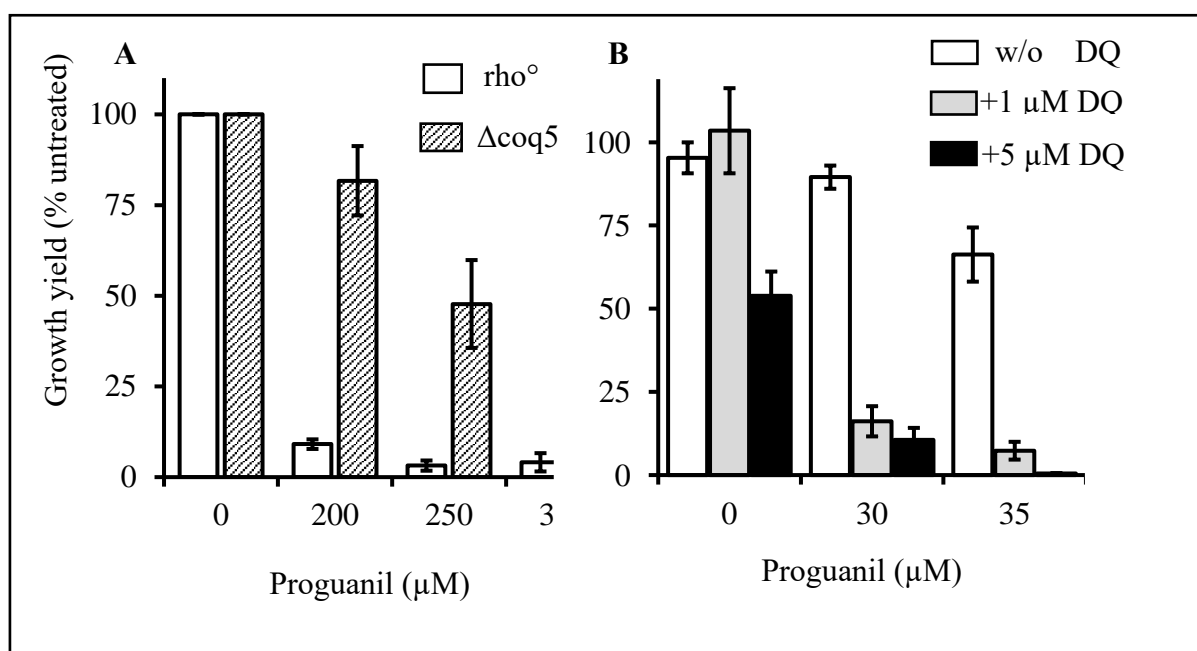 A
rho°
Δcoq5
Growth yield (% untreated)
100
75
50
25
0
0 200 250 3
Proguanil (µM)
B
w/o DQ
+1 µM DQ
+5 µM DQ
100
75
50
25
0
0 30 35
Proguanil (µM)